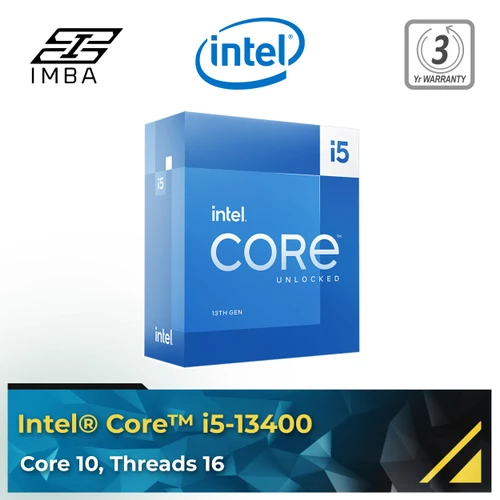 IMBA
intel
3
Yr WARRANTY
i5
i5
intel
CORE™
UNLOCKED
13TH GEN
intel
Intel® Core™ i5-13400
Core 10, Threads 16